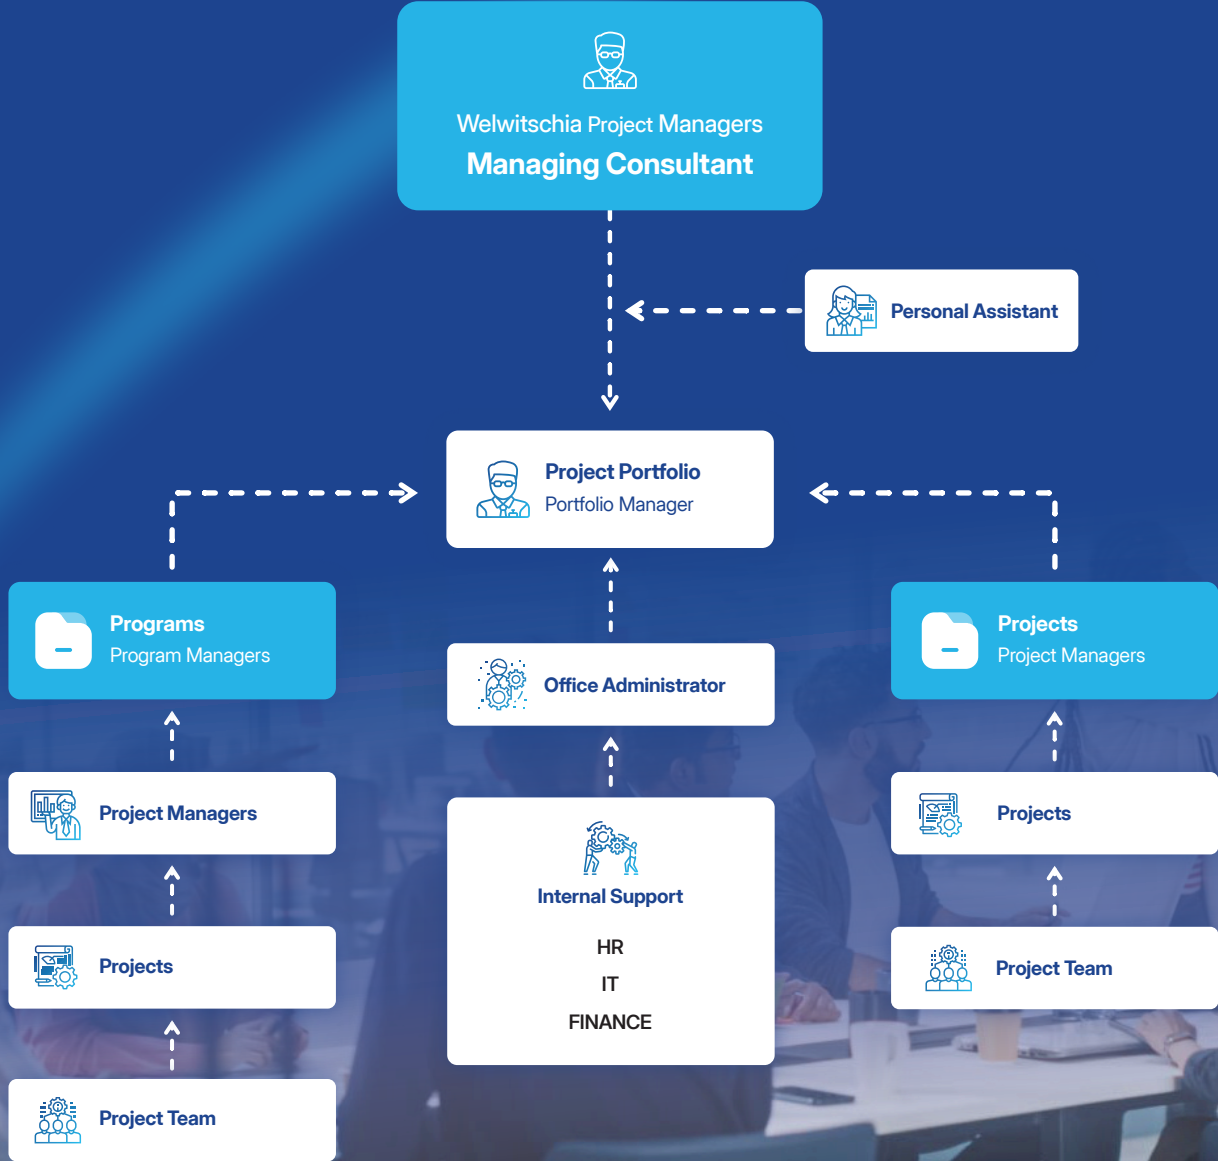 Welwitschia Project Managers
Managing Consultant
Personal Assistant
Project Portfolio
Portfolio Manager
Programs
Program Managers
Office Administrator
Projects
Project Managers
Project Managers
Projects
Internal Support
HR
IT
FINANCE
Projects
Project Team
Project Team